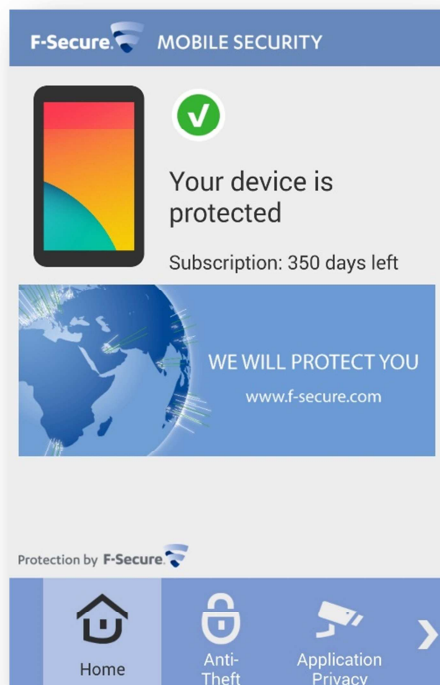 F-Secure. MOBILE SECURITY
Your device is
protected
Subscription: 350 days left
WE WILL PROTECT YOU
www.f-secure.com
Protection by F-Secure.
Home
Anti-
Theft
Application
Privacy